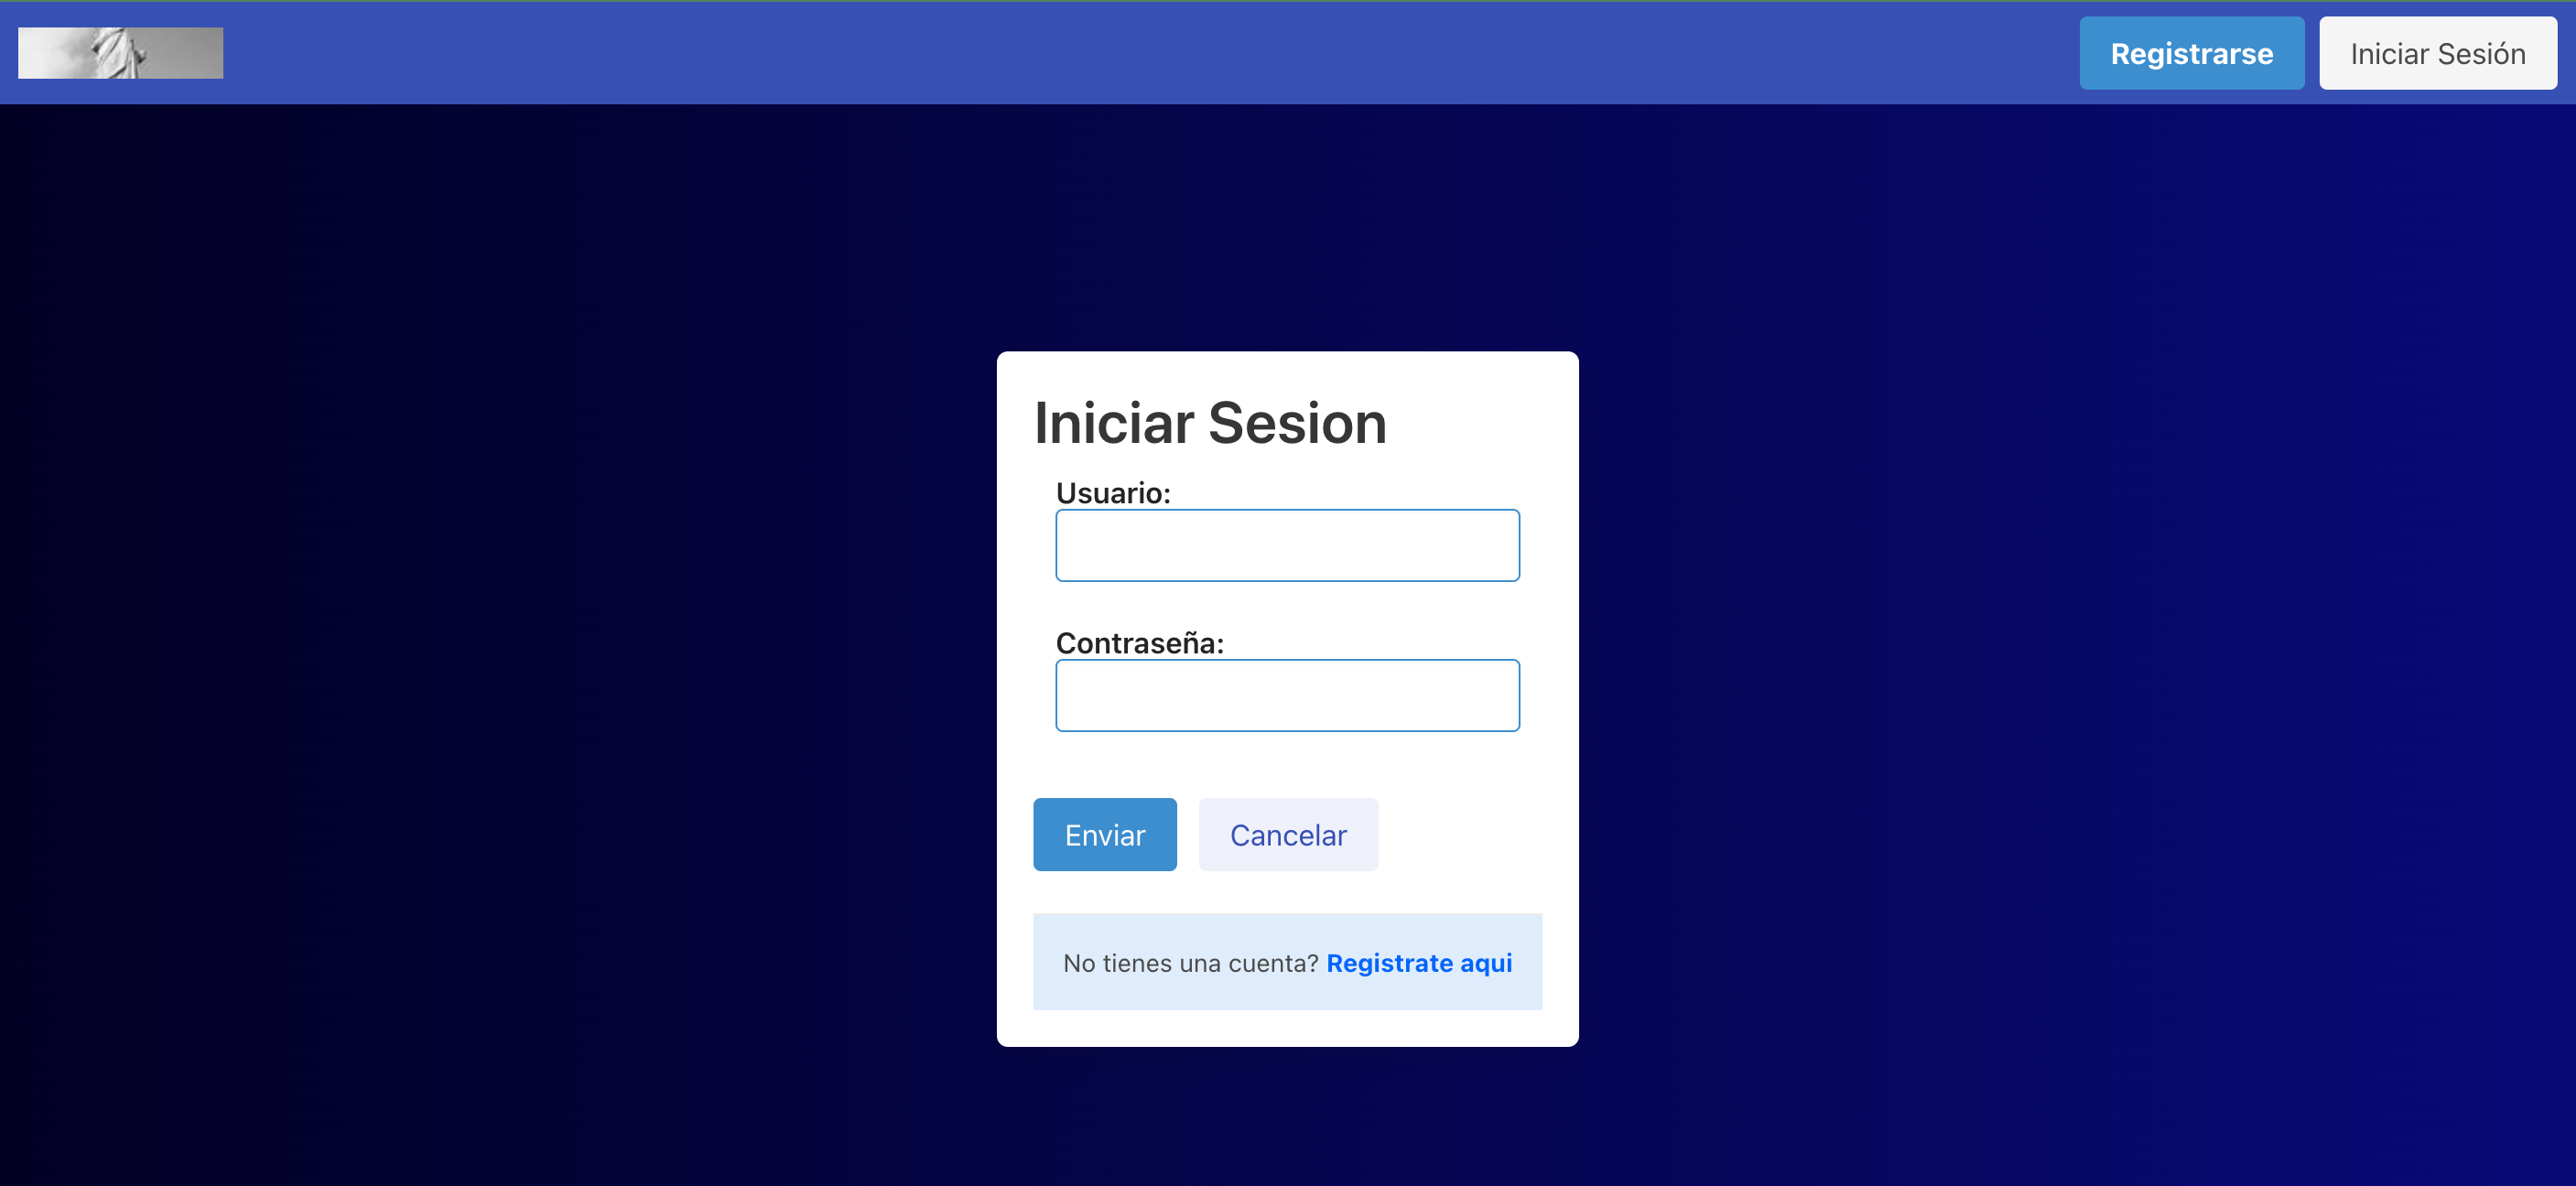 Registrarse Iniciar Sesión
Iniciar Sesion
Usuario:
Contraseña:
Enviar Cancelar
No tienes una cuenta? Registrate aqui